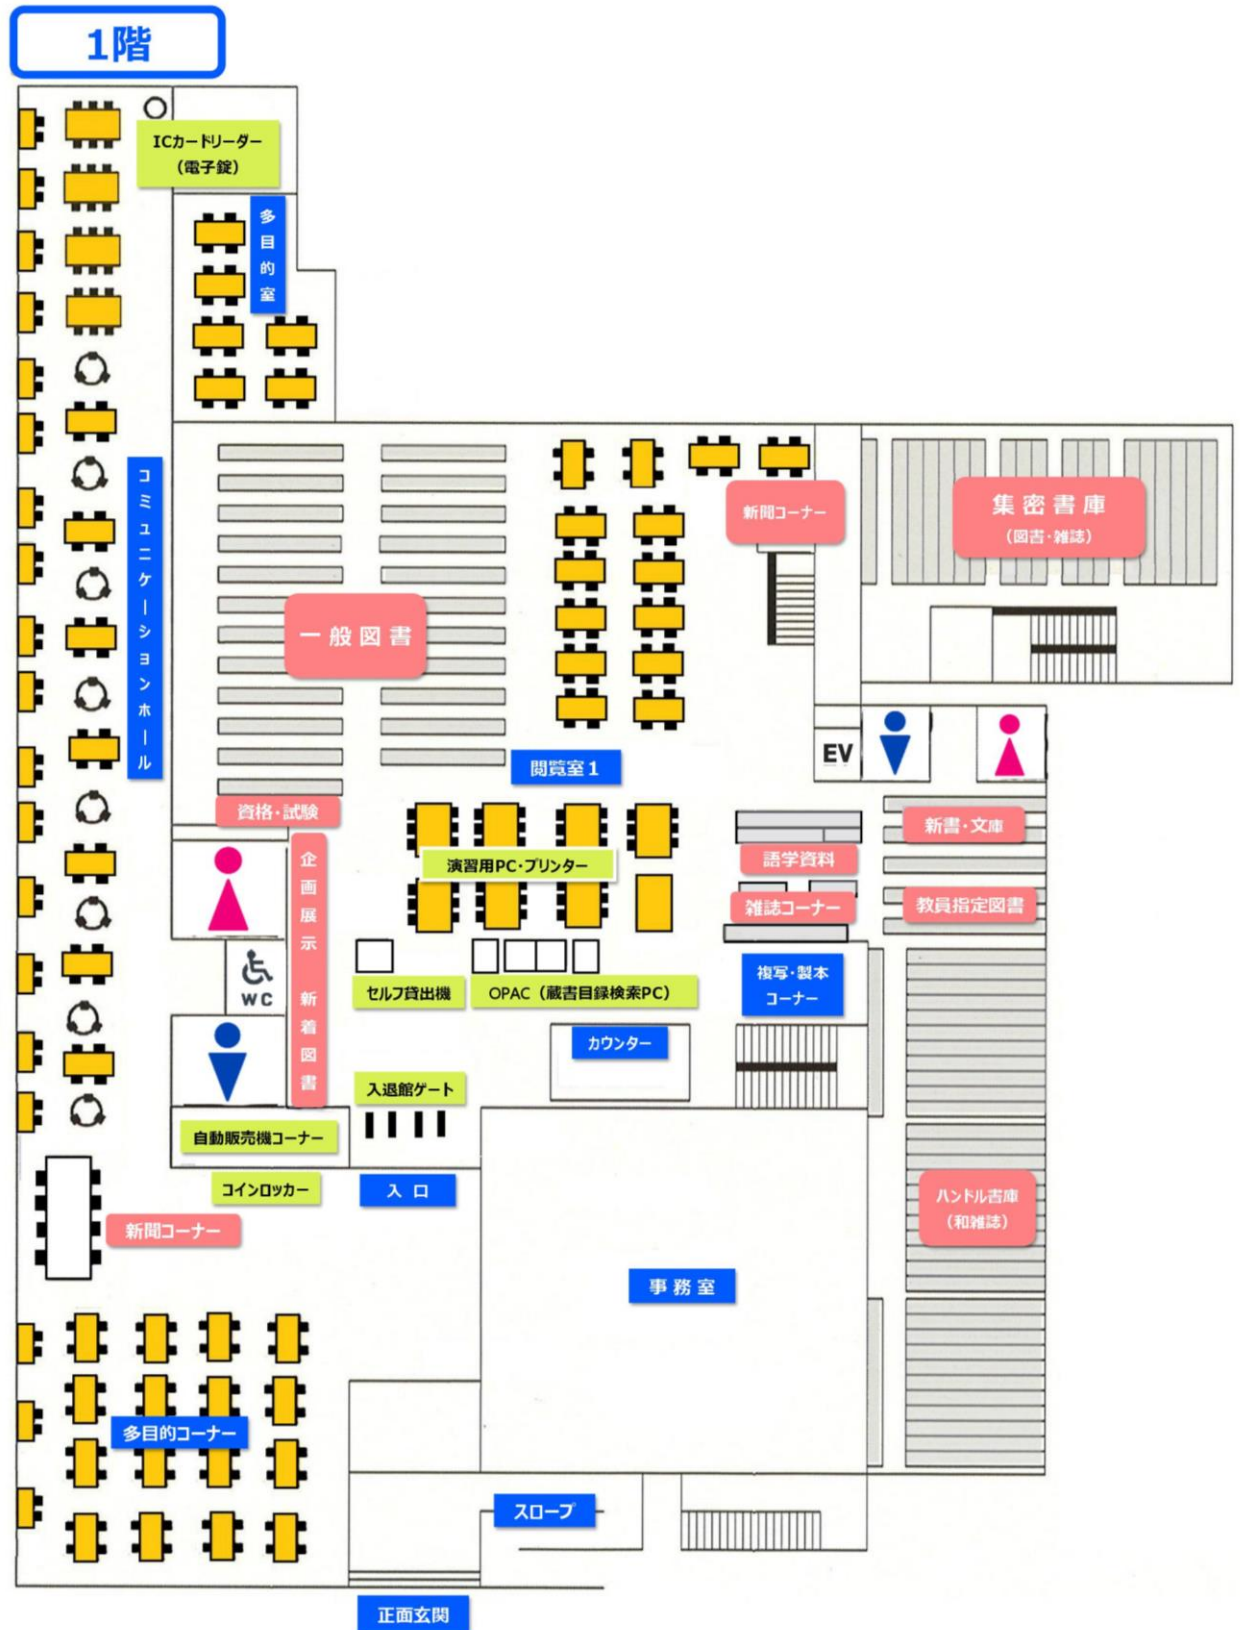 1階
ICカードリーダー
（電子錠）
多目的室
コミュニケーションホール
新聞コーナー
集密書庫
（図書・雑誌）
一般図書
閲覧室1
EV
資格・試験
新書・文庫
語学資料
演習用PC・プリンター
雑誌コーナー
教員指定図書
企画展示　新着図書
WC
セルフ貸出機
OPAC（蔵書目録検索PC）
複写・製本
コーナー
カウンター
入退館ゲート
自動販売機コーナー
コインロッカー
入口
新聞コーナー
ハンドル書庫
（和雑誌）
事務室
多目的コーナー
スロープ
正面玄関